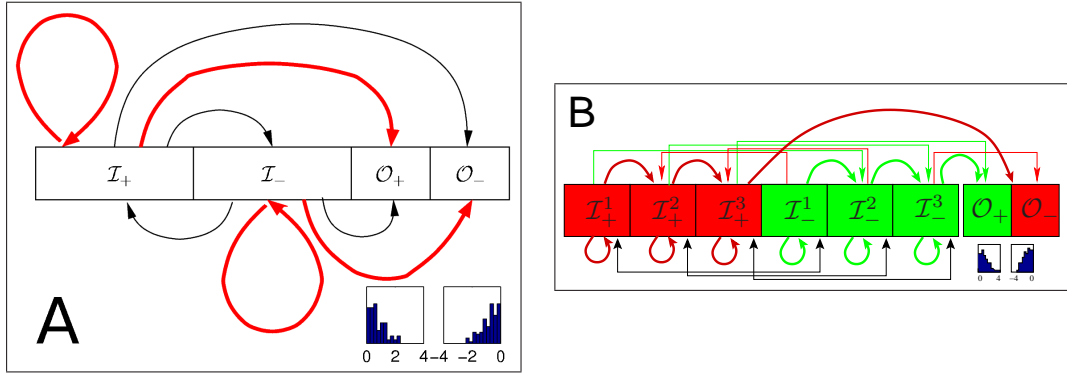 I₊ I₋ O₊ O₋
A
0 2 4 −4 −2 0
B
I₊¹ I₊² I₊³ I₋¹ I₋² I₋³ O₊ O₋
0 4 −4 0